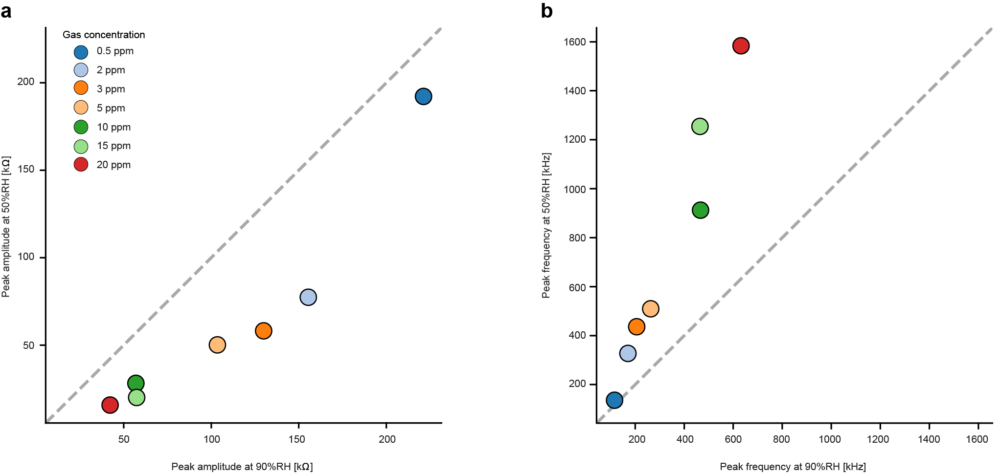 a
Gas concentration
0.5 ppm
2 ppm
3 ppm
5 ppm
10 ppm
15 ppm
20 ppm
Peak amplitude at 50%RH [kΩ]
200
150
100
50
50
100
150
200
Peak amplitude at 90%RH [kΩ]
b
Peak frequency at 50%RH [kHz]
1600
1400
1200
1000
800
600
400
200
200
400
600
800
1000
1200
1400
1600
Peak frequency at 90%RH [kHz]